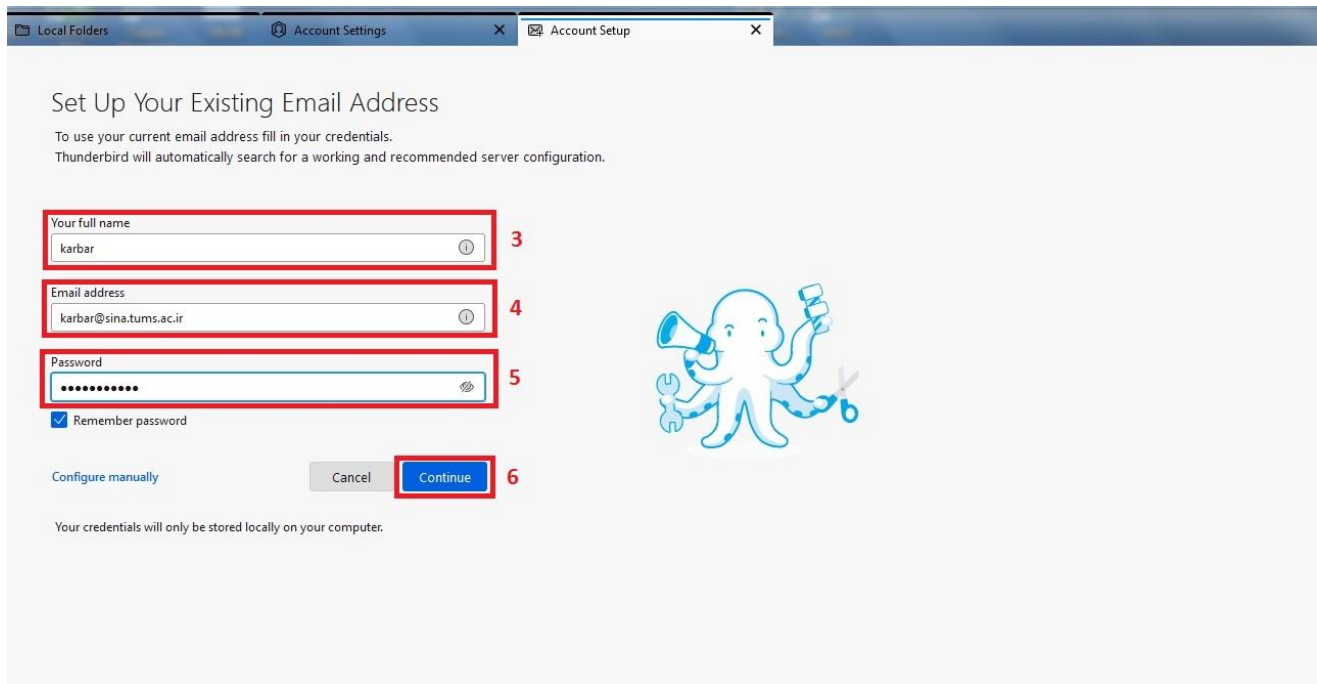 Local Folders
Account Settings
Account Setup
Set Up Your Existing Email Address
To use your current email address fill in your credentials.
Thunderbird will automatically search for a working and recommended server configuration.
Your full name
karbar
3
Email address
karbar@sina.tums.ac.ir
4
Password
•••••••••••
5
Remember password
Configure manually
Cancel
Continue
6
Your credentials will only be stored locally on your computer.